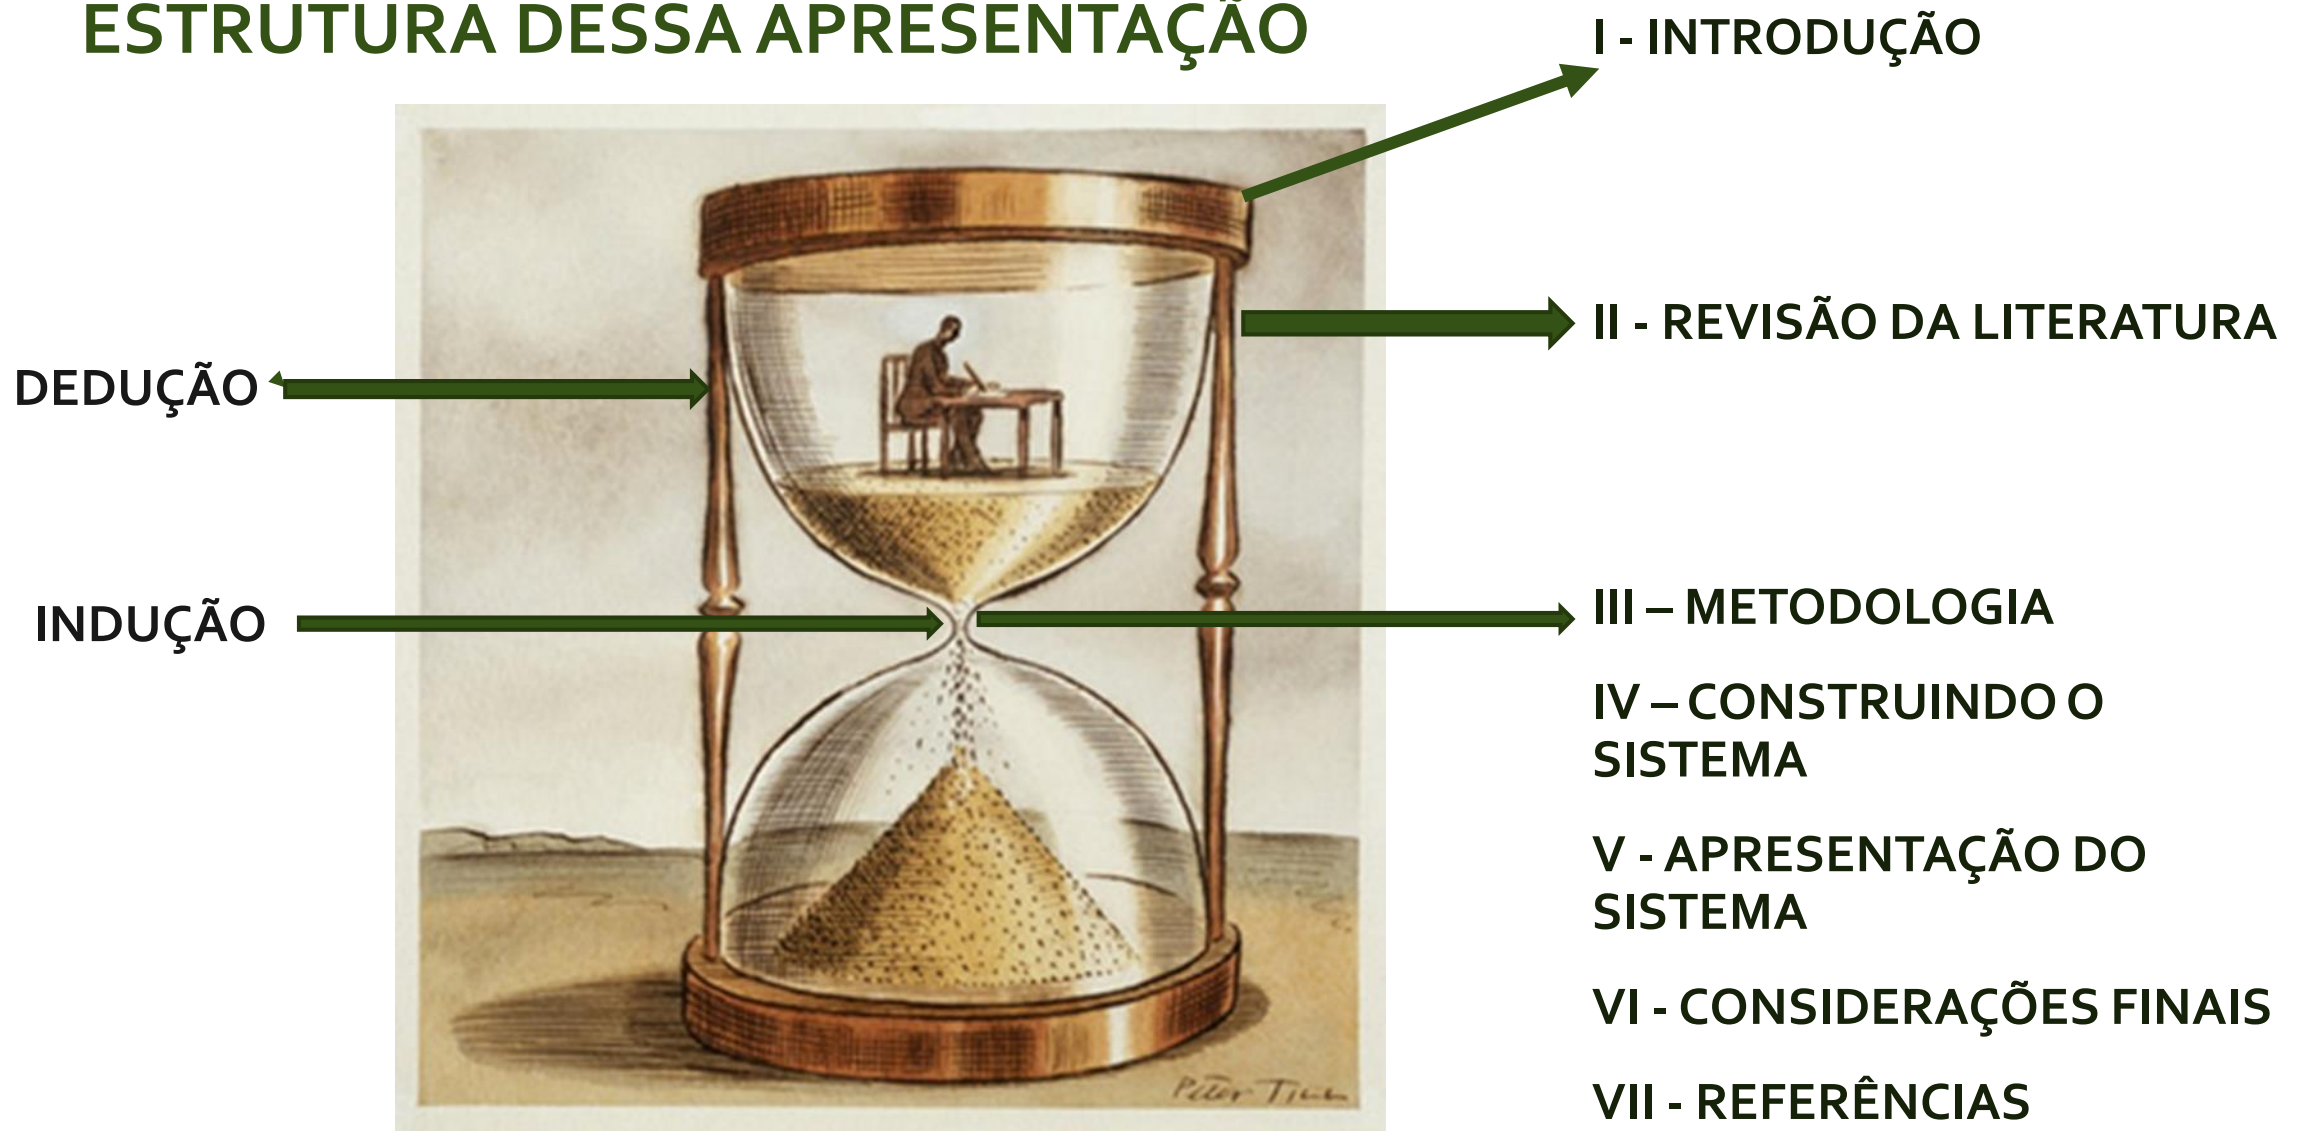 ESTRUTURA DESSA APRESENTAÇÃO
I - INTRODUÇÃO
II - REVISÃO DA LITERATURA
DEDUÇÃO
INDUÇÃO
III – METODOLOGIA
IV – CONSTRUINDO O
SISTEMA
V - APRESENTAÇÃO DO
SISTEMA
VI - CONSIDERAÇÕES FINAIS
VII - REFERÊNCIAS
Peter